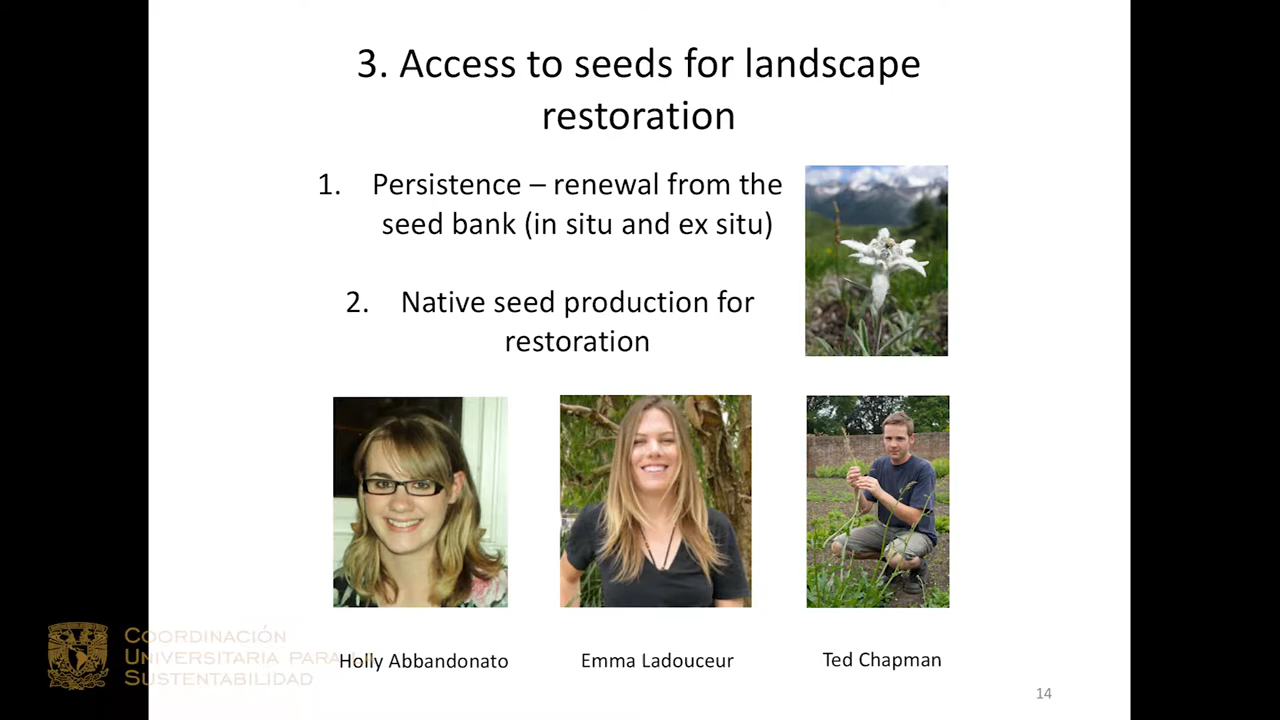 3. Access to seeds for landscape
restoration
1. Persistence – renewal from the
seed bank (in situ and ex situ)
2. Native seed production for
restoration
Holly Abbandonato
Emma Ladouceur
Ted Chapman
COORDINACIÓN
UNIVERSITARIA PARA LA
SUSTENTABILIDAD
14